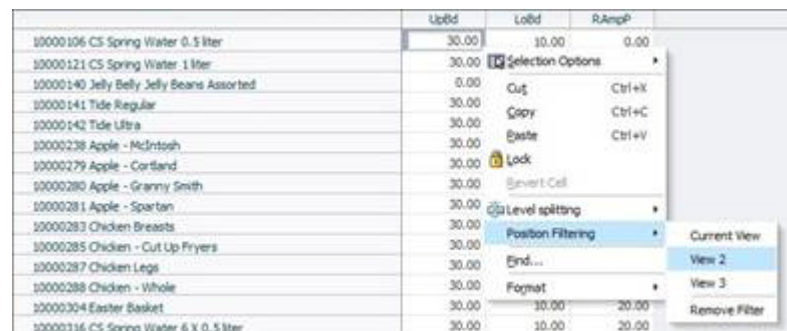 UpBd LoBd RAmpP
10000106 CS Spring Water 0.5 liter 30.00 10.00 0.00
10000121 CS Spring Water 1 liter 30.00 Selection Options
10000140 Jelly Belly Jelly Beans Assorted 0.00 Cut Ctrl+X
10000141 Tide Regular 30.00 Copy Ctrl+C
10000142 Tide Ultra 30.00 Paste Ctrl+V
10000238 Apple - McIntosh 30.00
10000279 Apple - Cortland 30.00 Lock
10000280 Apple - Granny Smith 30.00 Revert Cell
10000281 Apple - Spartan 30.00 Level splitting
10000283 Chicken Breasts 30.00 Position Filtering Current View
10000285 Chicken - Cut Up Fryers 30.00 Find... View 2
10000287 Chicken Legs 30.00
10000288 Chicken - Whole 30.00 Format View 3
10000304 Easter Basket 30.00 10.00 20.00 Remove Filter
10000316 CS Spring Water 6 X 0.5 liter 30.00 10.00 20.00